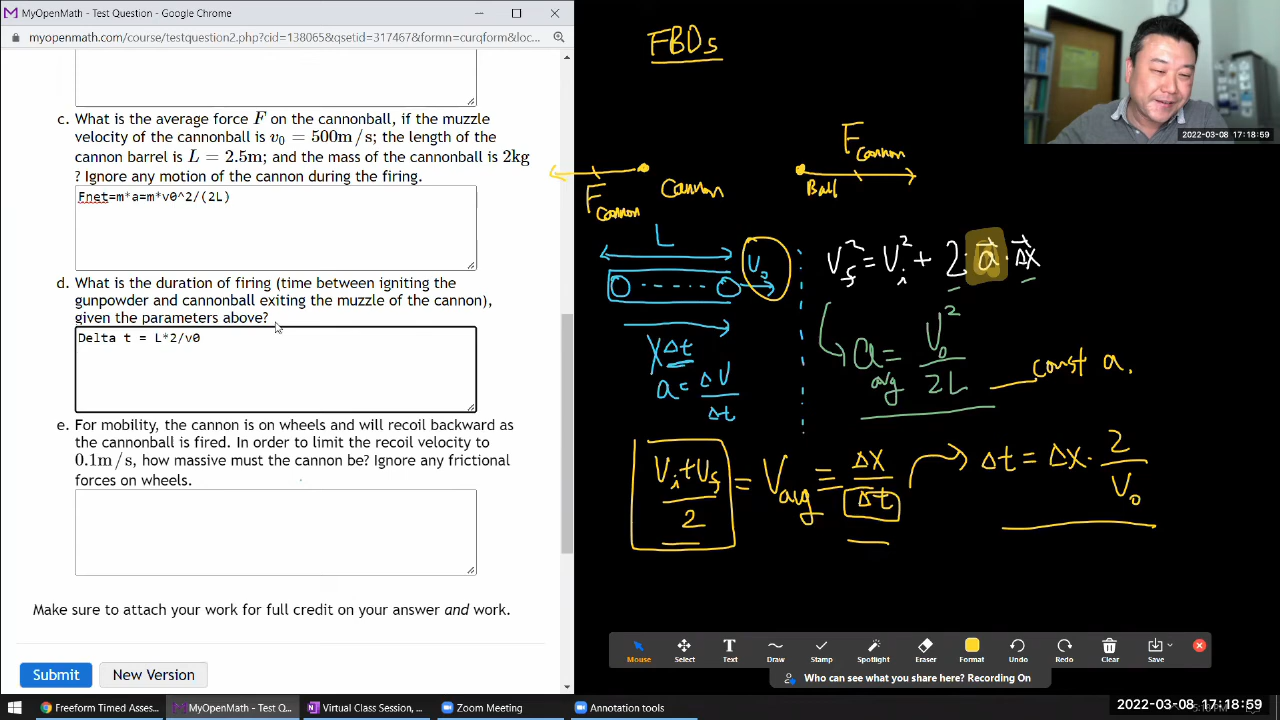 MyOpenMath - Test Question - Google Chrome
myopenmath.com/course/testquestion2.php?cid=138065&qsetid=317467&formn=curqform&loc...
c. What is the average force F on the cannonball, if the muzzle
velocity of the cannonball is v₀ = 500m/s; the length of the
cannon barrel is L = 2.5m; and the mass of the cannonball is 2kg
? Ignore any motion of the cannon during the firing.
Fnet=m*a=m*v0^2/(2L)
d. What is the duration of firing (time between igniting the
gunpowder and cannonball exiting the muzzle of the cannon),
given the parameters above?
Delta t = L*2/v0
e. For mobility, the cannon is on wheels and will recoil backward as
the cannonball is fired. In order to limit the recoil velocity to
0.1m/s, how massive must the cannon be? Ignore any frictional
forces on wheels.
Make sure to attach your work for full credit on your answer and work.
Submit
New Version
FBDs
F cannon
Cannon
F cannon
Ball
L
V₀
Δt
a = ΔV/Δt
V_f² = V_i² + 2·a⃗·Δx⃗
a avg = V₀²/2L
const a.
(V_i+V_f)/2 = V avg = Δx/Δt
Δt = Δx · 2/V₀
2022-03-08 17:18:59
Mouse
Select
Text
Draw
Stamp
Spotlight
Eraser
Format
Undo
Redo
Clear
Save
Who can see what you share here? Recording On
Freeform Timed Asses...
MyOpenMath - Test Qu...
Virtual Class Session, ...
Zoom Meeting
Annotation tools
2022-03-08 17:18:59